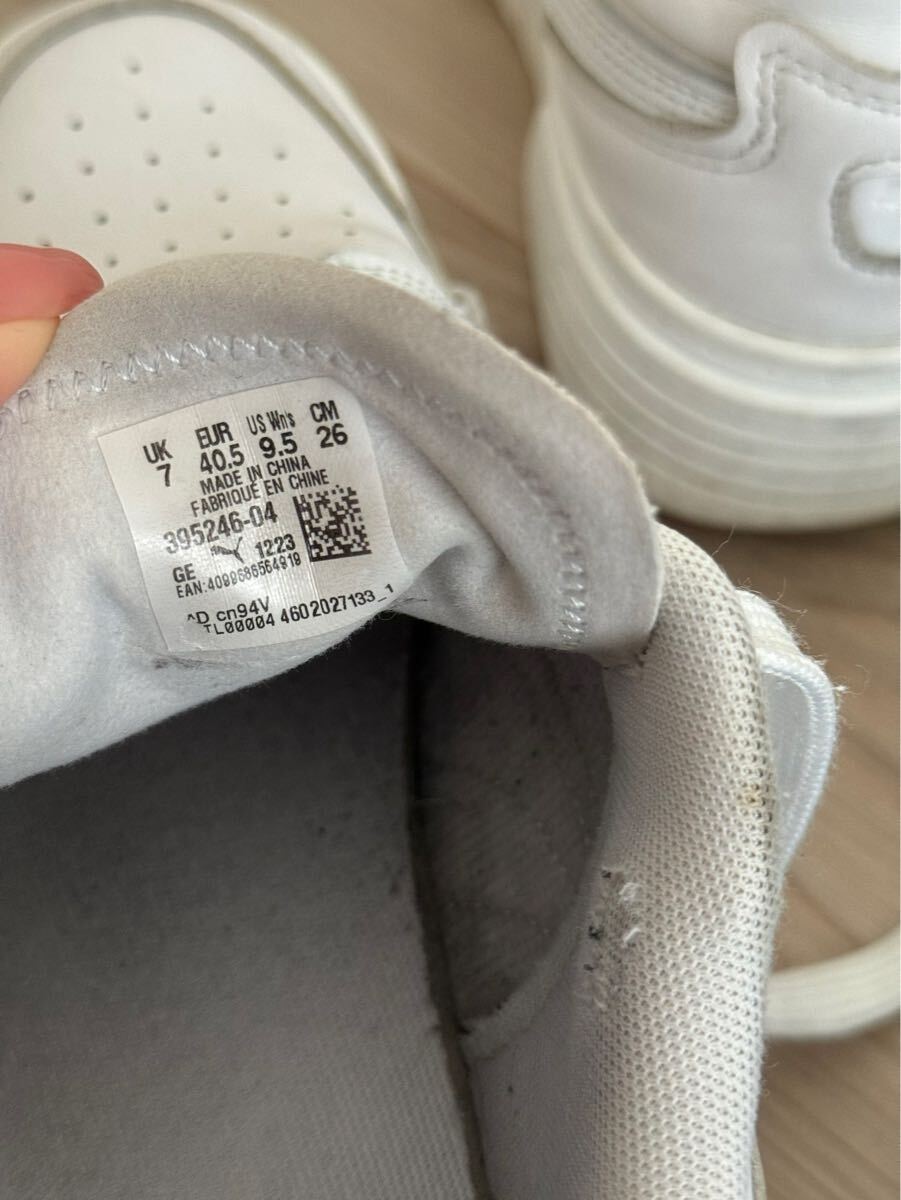 UK EUR US Wn's CM
7 40.5 9.5 26
MADE IN CHINA
FABRIQUÉ EN CHINE
395246-04
GE 1223
EAN:4099686564919
^D cn94V
TL00004 4602027133_1